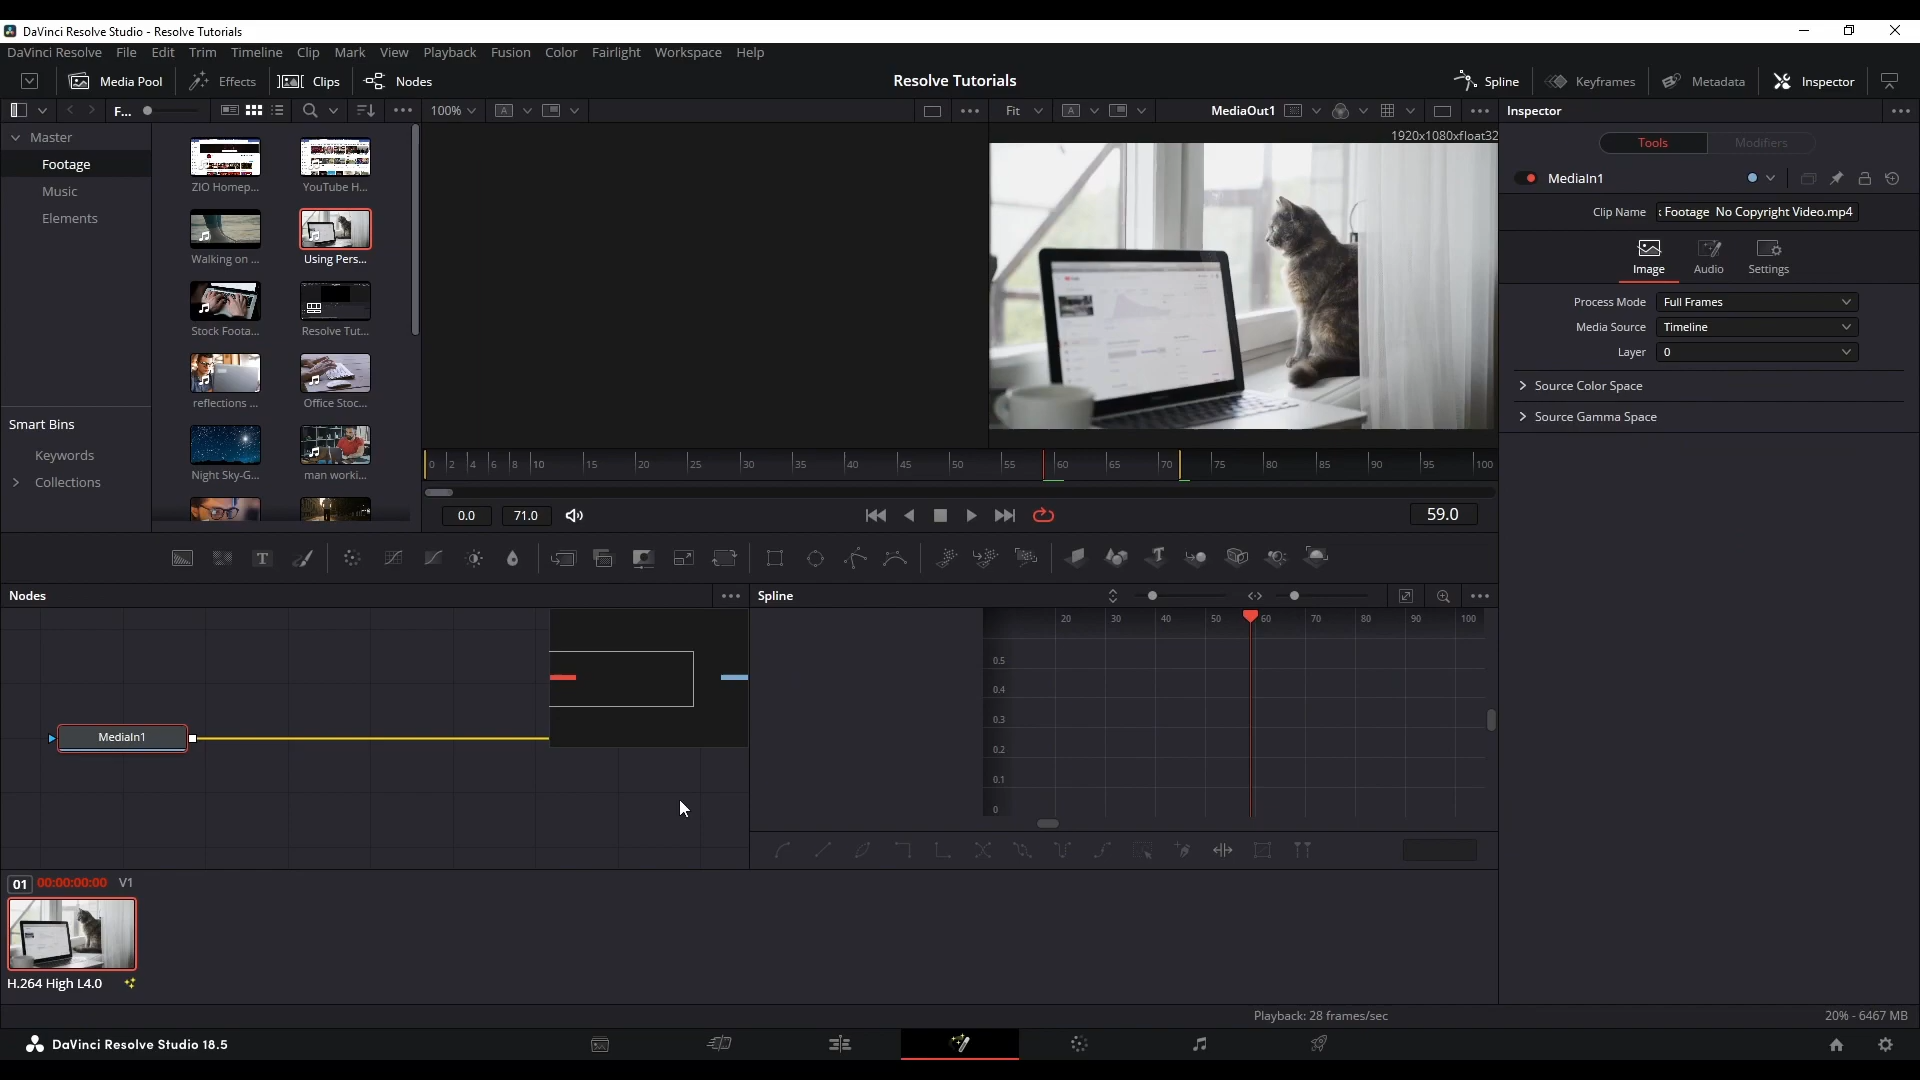 DaVinci Resolve Studio - Resolve Tutorials
DaVinci Resolve File Edit Trim Timeline Clip Mark View Playback Fusion Color Fairlight Workspace Help
Media Pool Effects Clips Nodes Resolve Tutorials Spline Keyframes Metadata Inspector
F... 100% A Fit A MediaOut1 Inspector
1920x1080xfloat32
Master
Footage
Music
Elements
ZIO Homep... YouTube H...
Walking on ... Using Pers...
Stock Foota... Resolve Tut...
reflections ... Office Stoc...
Night Sky-G... man worki...
Smart Bins
Keywords
Collections
Tools Modifiers
MediaIn1
Clip Name : Footage No Copyright Video.mp4
Image Audio Settings
Process Mode Full Frames
Media Source Timeline
Layer 0
Source Color Space
Source Gamma Space
0 2 4 6 8 10 15 20 25 30 35 40 45 50 55 60 65 70 75 80 85 90 95 100
0.0 71.0 59.0
T T
Nodes
MediaIn1
Spline
20 30 40 50 60 70 80 90 100
0.5
0.4
0.3
0.2
0.1
0
01 00:00:00:00 V1
H.264 High L4.0
Playback: 28 frames/sec 20% - 6467 MB
DaVinci Resolve Studio 18.5